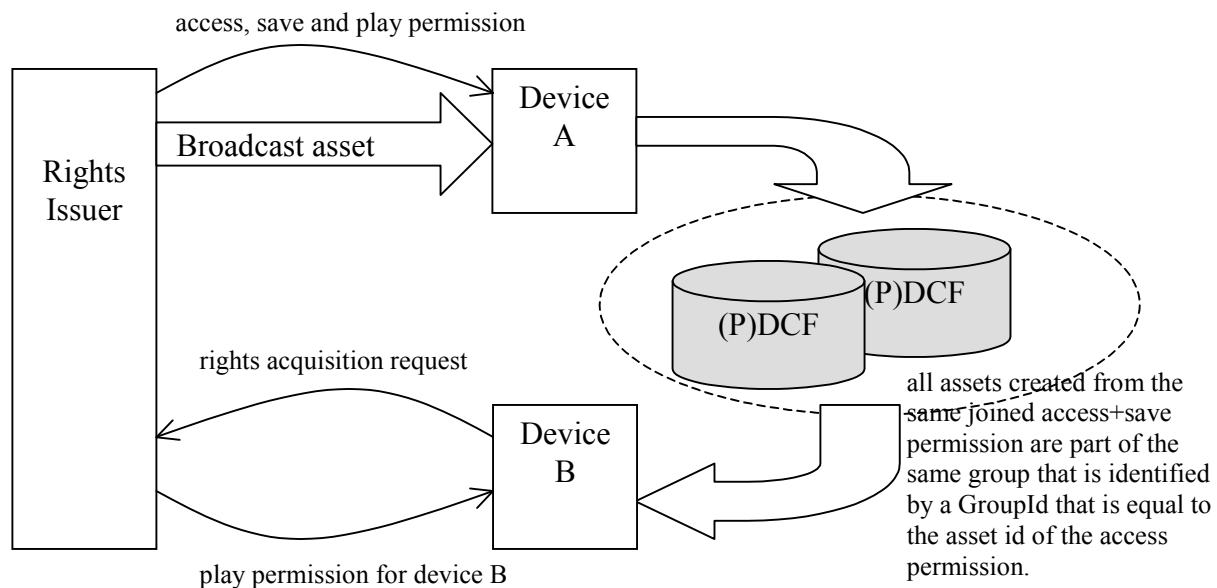 access, save and play permission
Rights
Issuer
Broadcast asset
Device
A
(P)DCF
(P)DCF
rights acquisition request
Device
B
play permission for device B
all assets created from the
same joined access+save
permission are part of the
same group that is identified
by a GroupId that is equal to
the asset id of the access
permission.